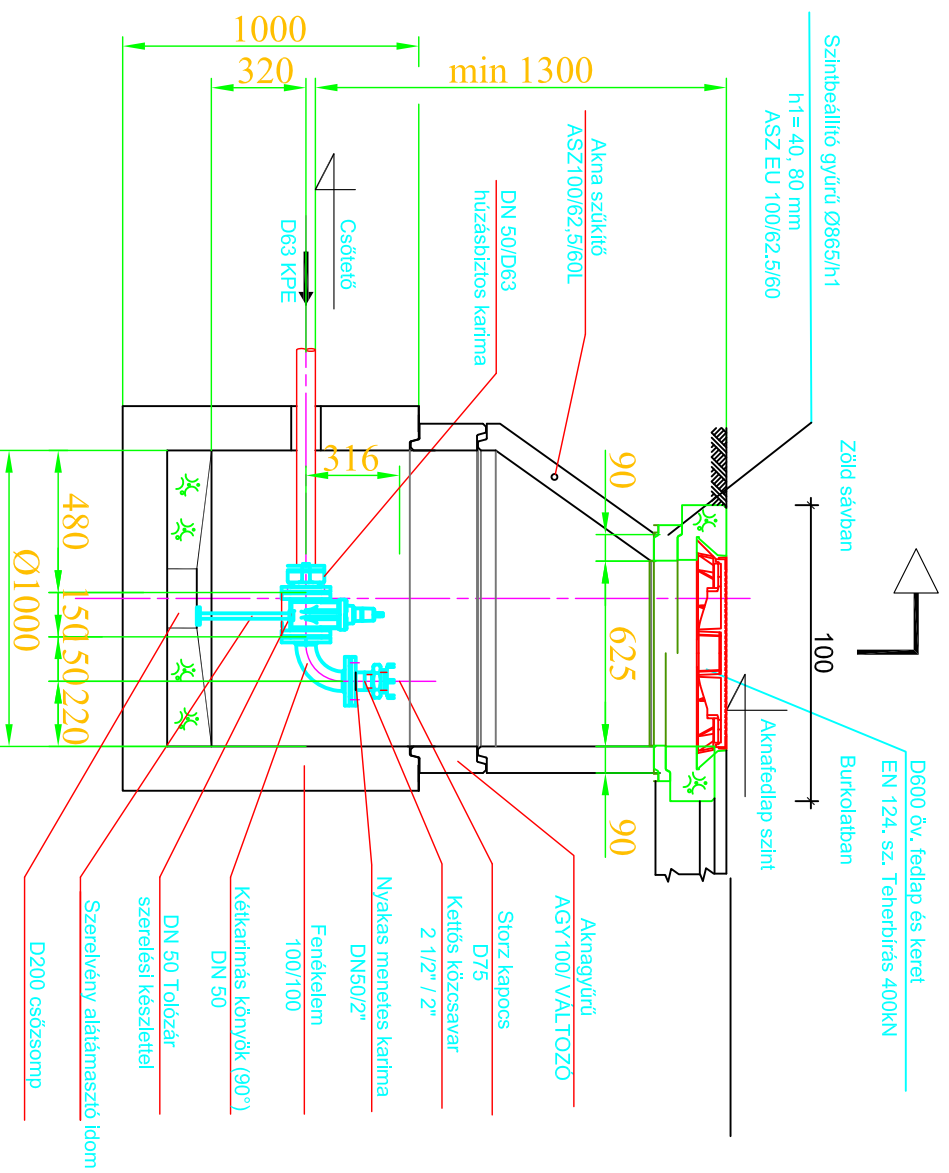 Szintbeállító gyűrű Ø865/h1
h1= 40, 80 mm
ASZ EU 100/62.5/60
Zöld sávban
100
Burkolatban
Aknafedlap szint
D600 öv. fedlap és keret
EN 124. sz. Teherbírás 400kN
Akna szűkítő
ASZ100/62,5/60L
DN 50/D63
húzásbiztos karima
Csőtető
D63 KPE
1000
320
min 1300
316
90
625
90
480
150
150
220
Ø1000
Aknagyűrű
AGY100/ VÁLTOZÓ
Storz kapocs
D75
Kettős közcsavar
2 1/2" / 2"
Nyakas menetes karima
DN50/2"
Fenékelem
100/100
Kétkarimás könyök (90°)
DN 50
DN 50 Tolózár
szerelési készlettel
Szerelvény alátámasztó idom
D200 csőzsomp